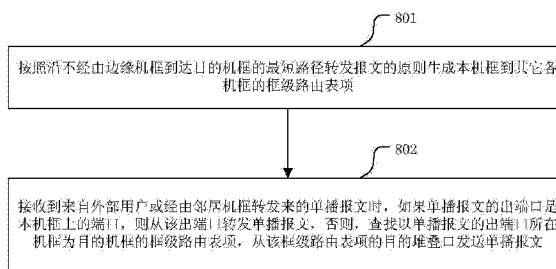 801
按照沿不经由边缘机框到达目的机框的最短路径转发报文的原则生成本机框到其它各
机框的框级路由表项
802
接收到来自外部用户或经由邻居机框转发来的单播报文时，如果单播报文的出端口是
本机框上的端口，则从该出端口转发单播报文，否则，查找以单播报文的出端口所在
机框为目的机框的框级路由表项，从该框级路由表项的目的堆叠口发送单播报文